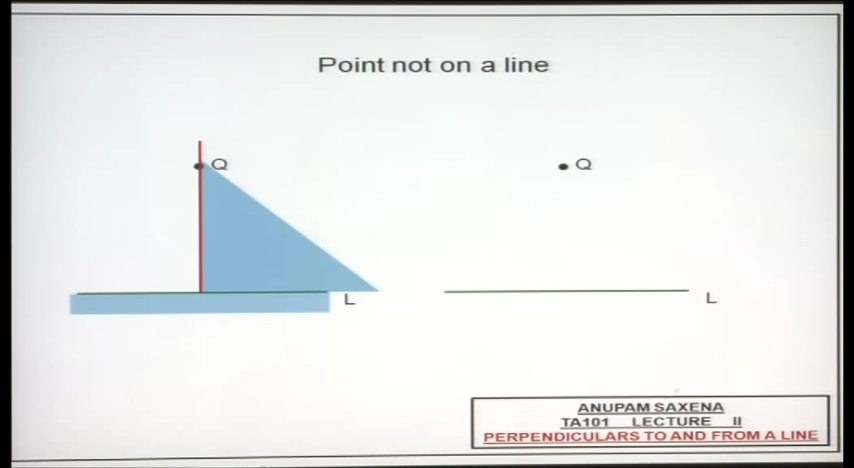 Point not on a line
Q
Q
L
L
ANUPAM SAXENA
TA101 LECTURE II
PERPENDICULARS TO AND FROM A LINE